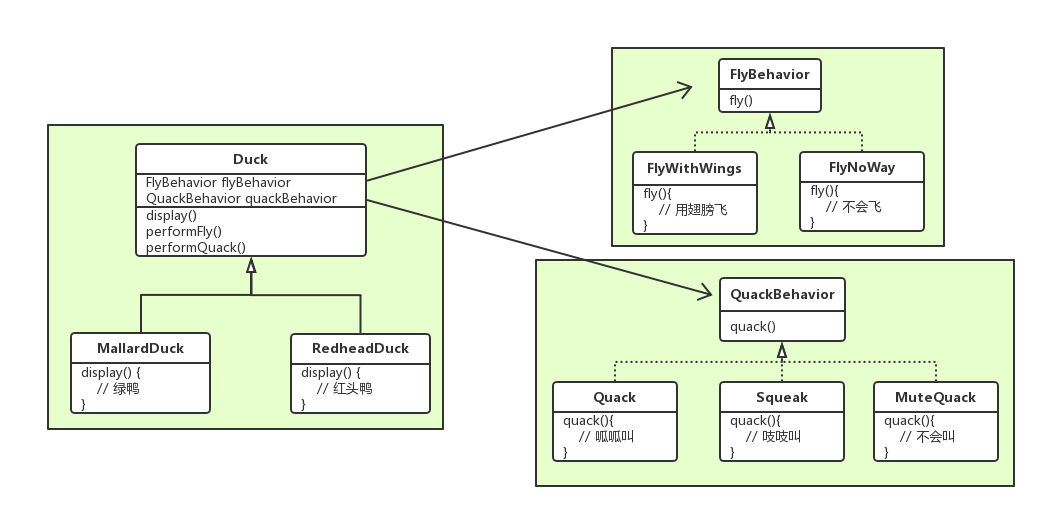 Duck
FlyBehavior flyBehavior
QuackBehavior quackBehavior
display()
performFly()
performQuack()
MallardDuck
display() {
// 绿鸭
}
RedheadDuck
display() {
// 红头鸭
}
FlyBehavior
fly()
FlyWithWings
fly(){
// 用翅膀飞
}
FlyNoWay
fly(){
// 不会飞
}
QuackBehavior
quack()
Quack
quack(){
// 呱呱叫
}
Squeak
quack(){
// 吱吱叫
}
MuteQuack
quack(){
// 不会叫
}